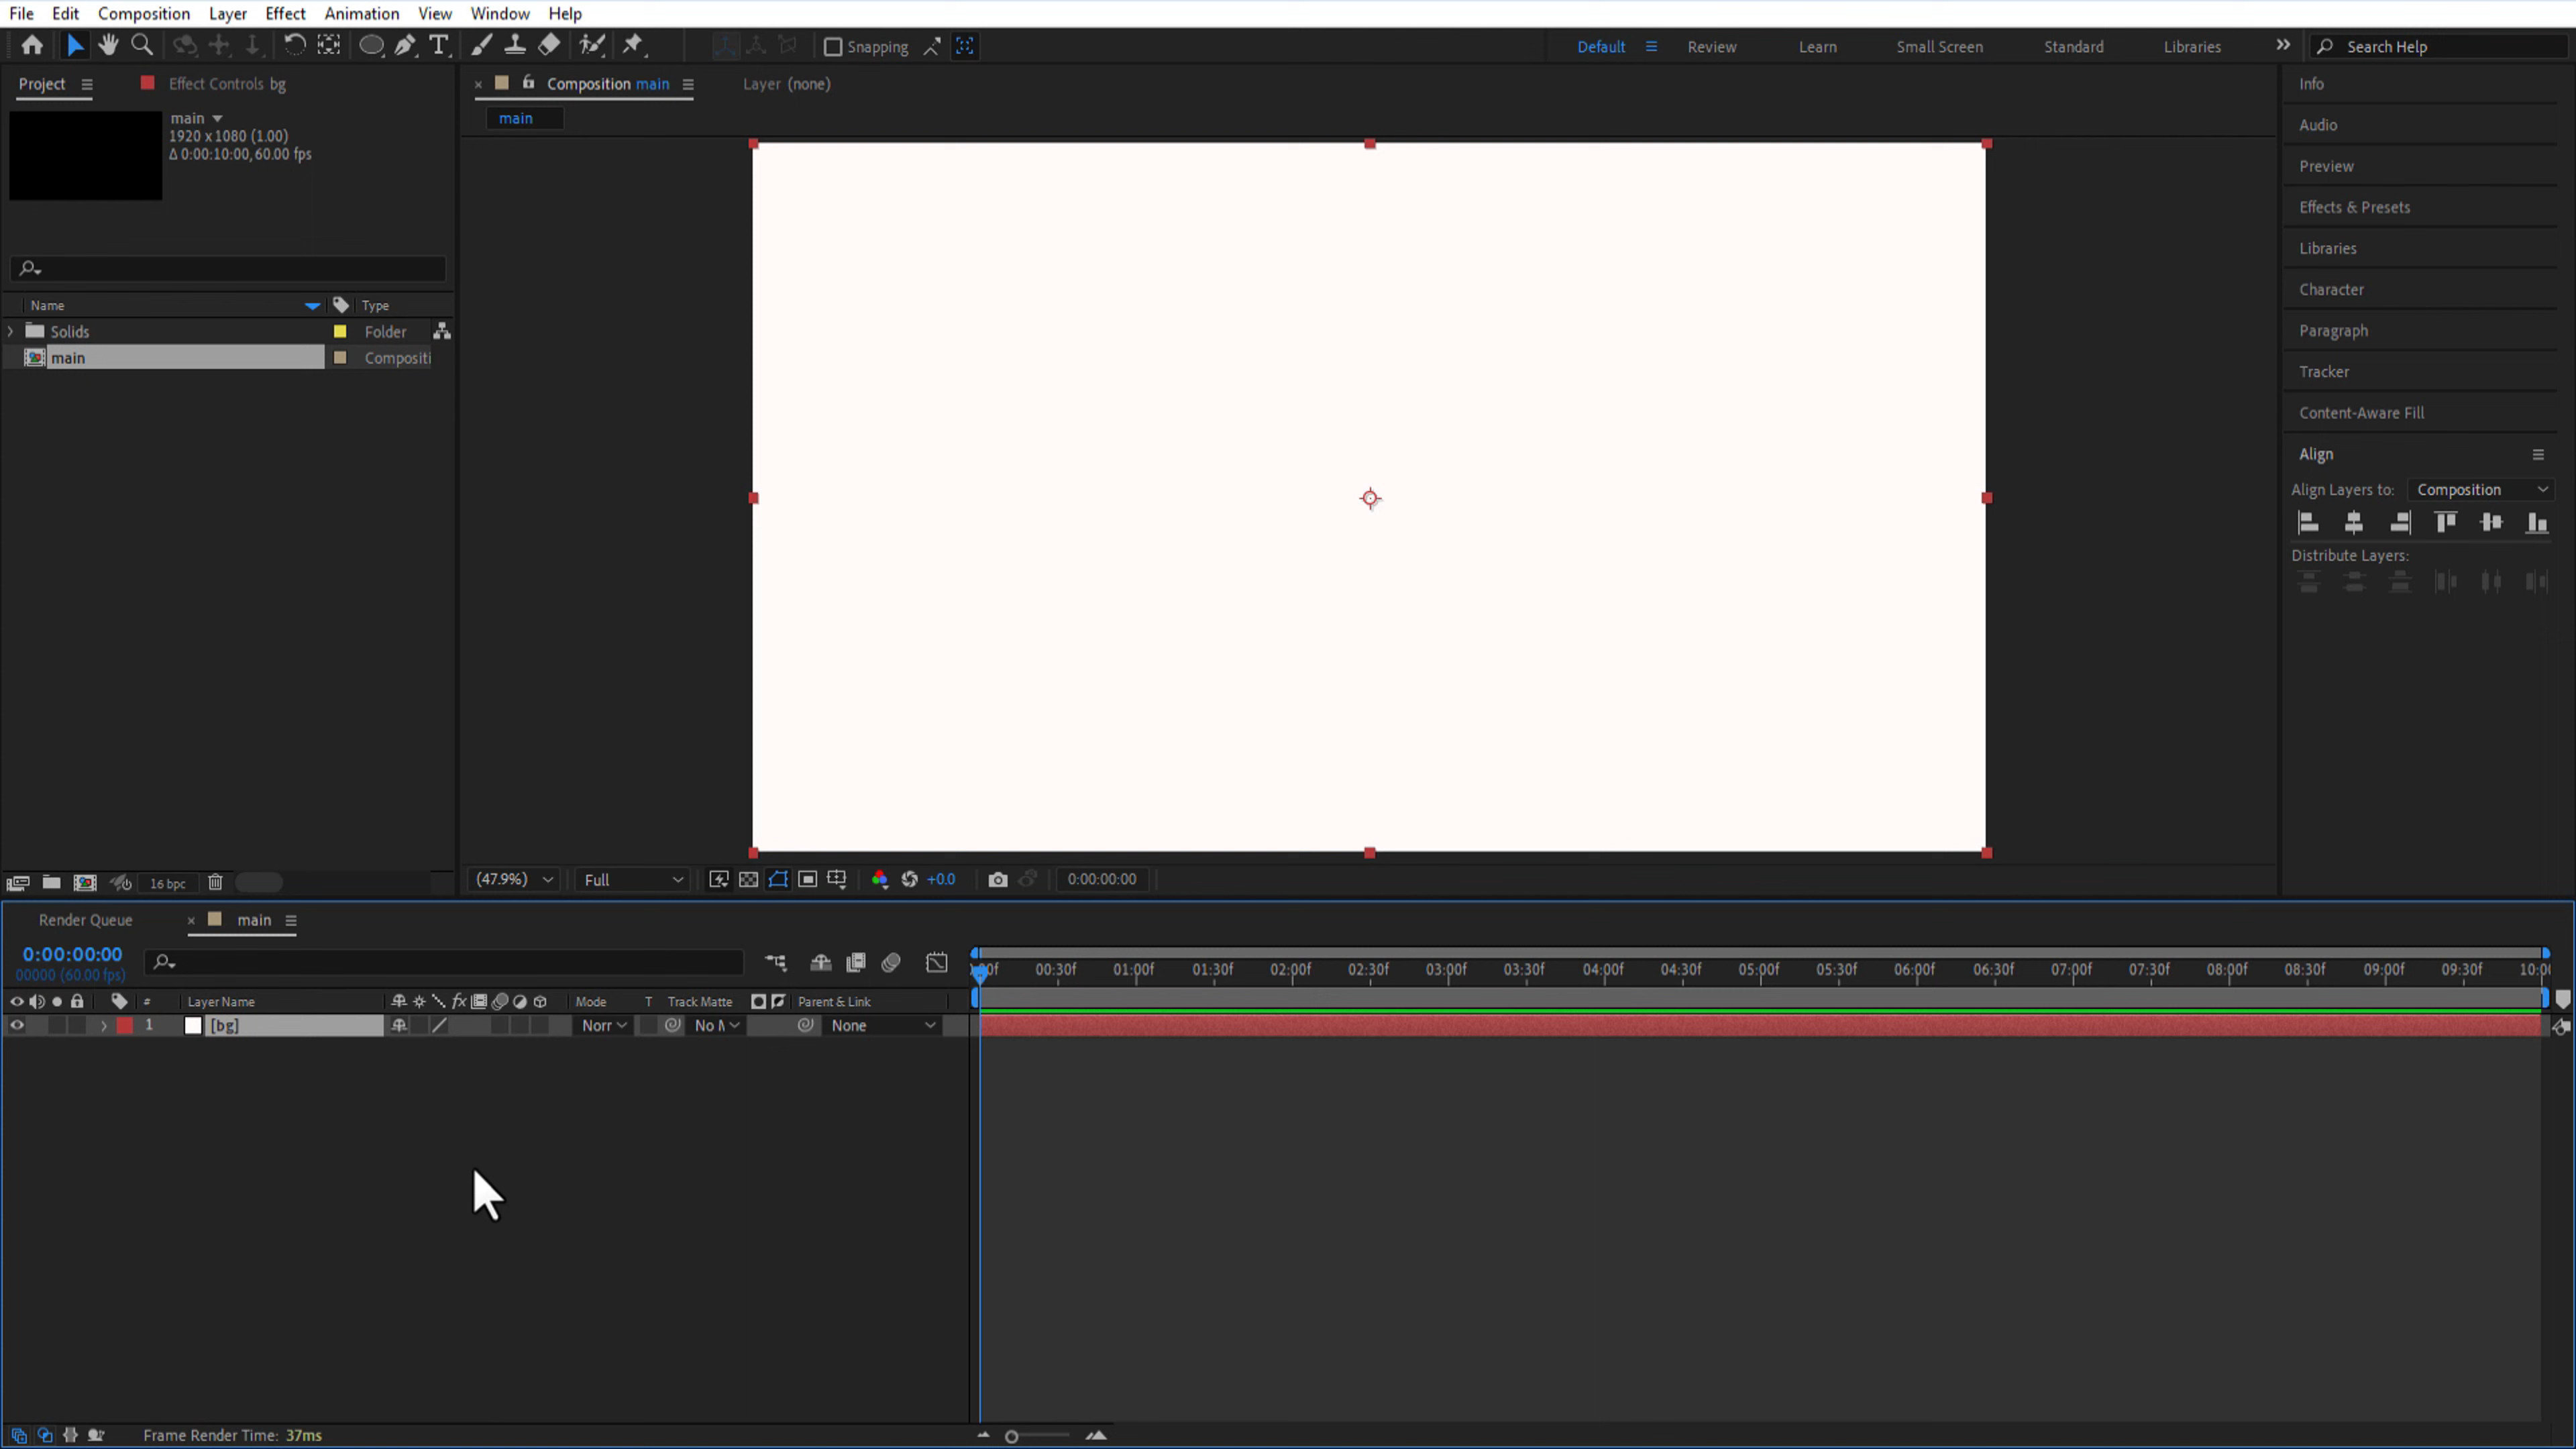 File Edit Composition Layer Effect Animation View Window Help
Snapping
Default Review Learn Small Screen Standard Libraries Search Help
Project Effect Controls bg
main
1920 x 1080 (1.00)
Δ 0:00:10:00, 60.00 fps
Name Type
Solids Folder
main Compositi
16 bpc
Composition main Layer (none)
main
(47.9%) Full +0.0 0:00:00:00
Info
Audio
Preview
Effects & Presets
Libraries
Character
Paragraph
Tracker
Content-Aware Fill
Align
Align Layers to: Composition
Distribute Layers:
Render Queue main
0:00:00:00
00000 (60.00 fps)
00f 00:30f 01:00f 01:30f 02:00f 02:30f 03:00f 03:30f 04:00f 04:30f 05:00f 05:30f 06:00f 06:30f 07:00f 07:30f 08:00f 08:30f 09:00f 09:30f 10:0
# Layer Name fx Mode T Track Matte Parent & Link
1 [bg] Norr No M None
Frame Render Time: 37ms